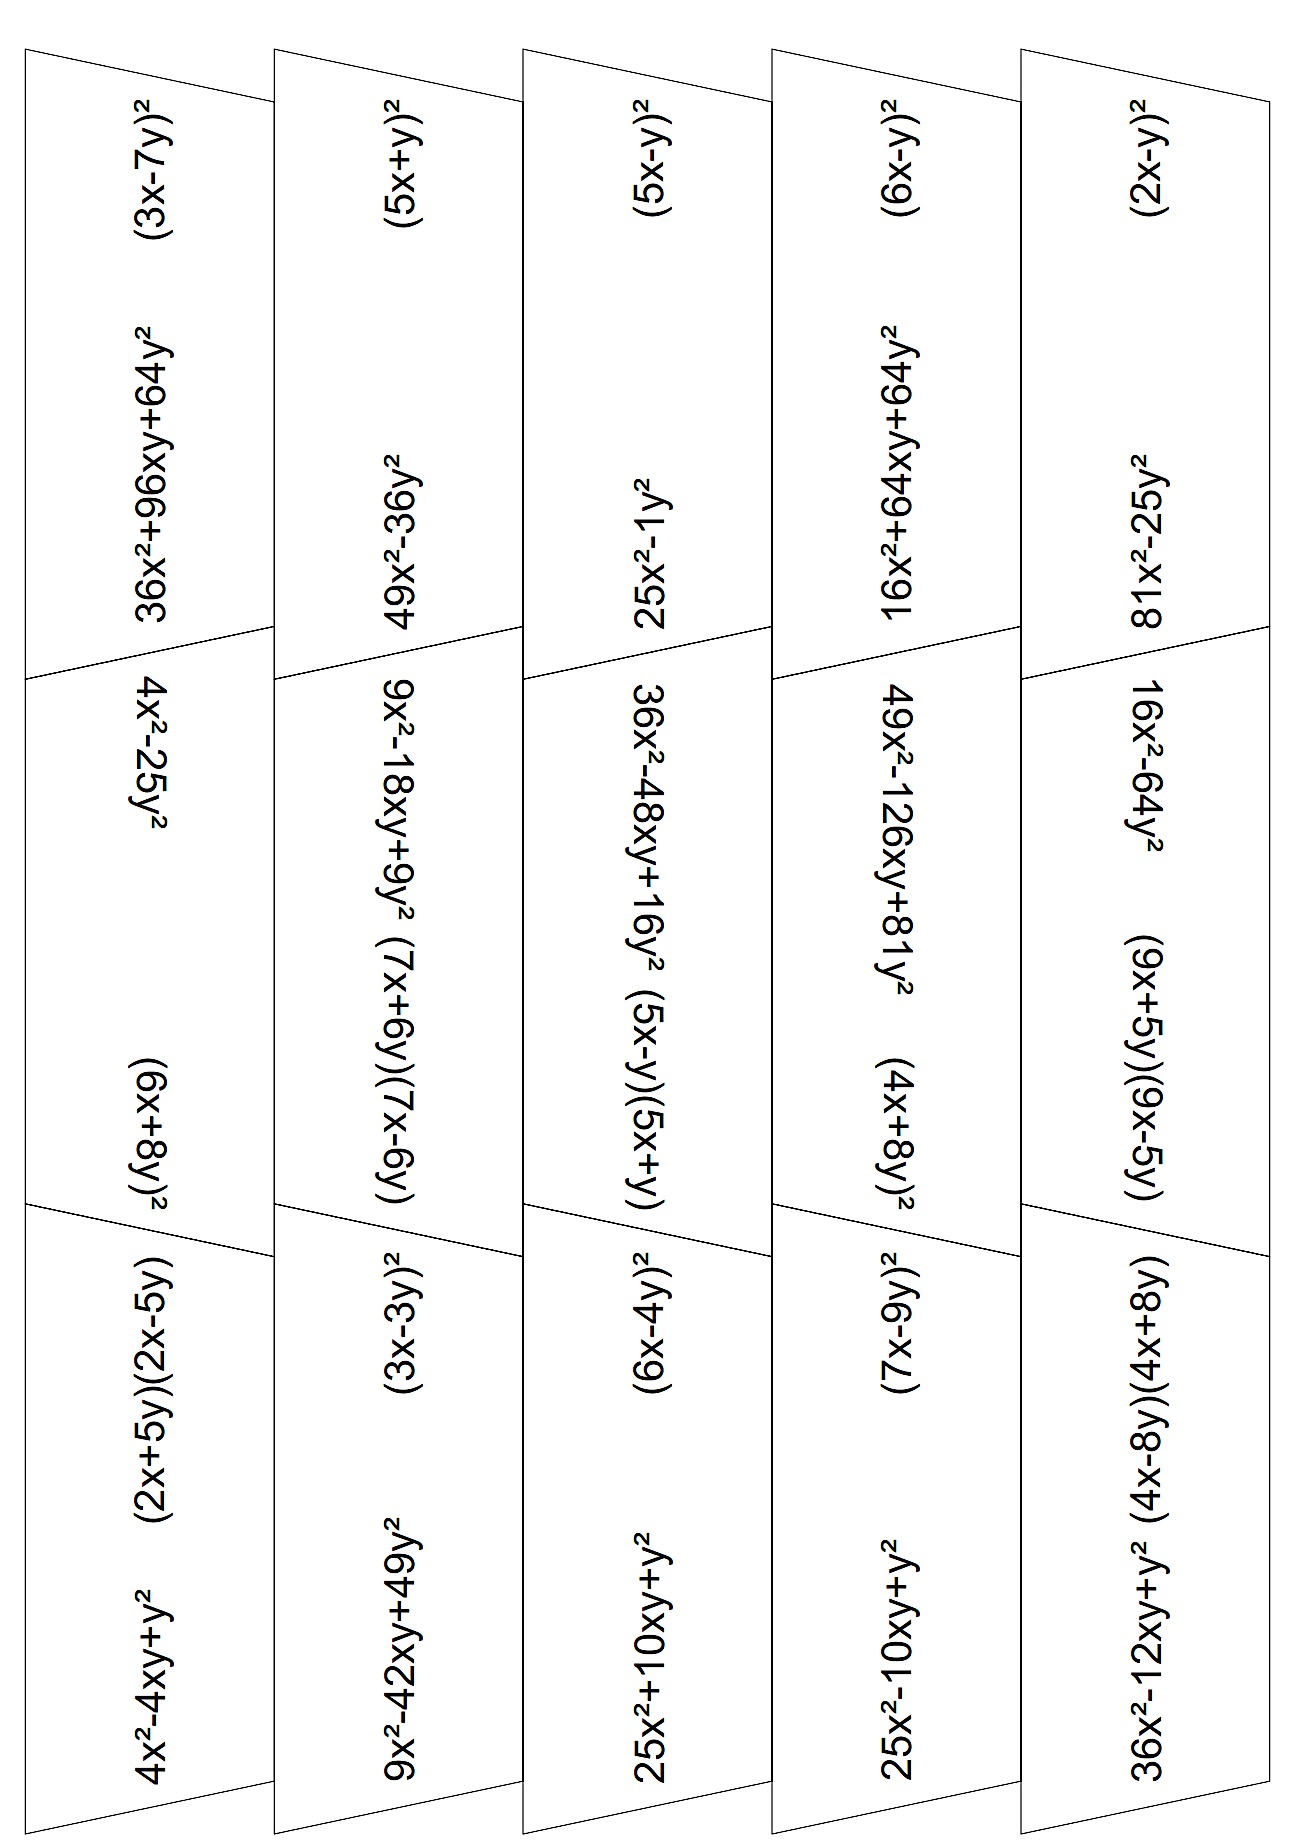 4x²-4xy+y² (2x+5y)(2x-5y)
4x²-25y² (6x+8y)²
36x²+96xy+64y² (3x-7y)²
9x²-42xy+49y² (3x-3y)²
9x²-18xy+9y² (7x+6y)(7x-6y)
49x²-36y² (5x+y)²
25x²+10xy+y² (6x-4y)²
36x²-48xy+16y² (5x-y)(5x+y)
25x²-1y² (5x-y)²
25x²-10xy+y² (7x-9y)²
49x²-126xy+81y² (4x+8y)²
16x²+64xy+64y² (6x-y)²
36x²-12xy+y² (4x-8y)(4x+8y)
16x²-64y² (9x+5y)(9x-5y)
81x²-25y² (2x-y)²